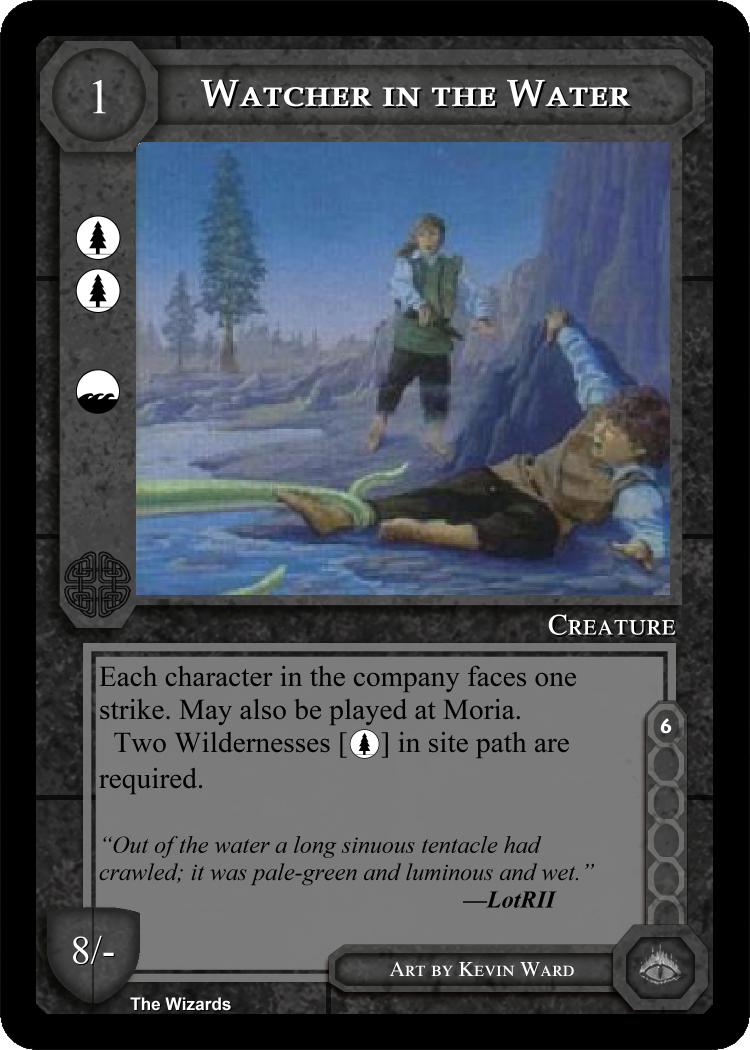 1
Watcher in the Water
Creature
Each character in the company faces one
strike. May also be played at Moria.
Two Wildernesses [ ] in site path are
required.
6
“Out of the water a long sinuous tentacle had
crawled; it was pale-green and luminous and wet.”
—LotRII
8/-
Art by Kevin Ward
The Wizards